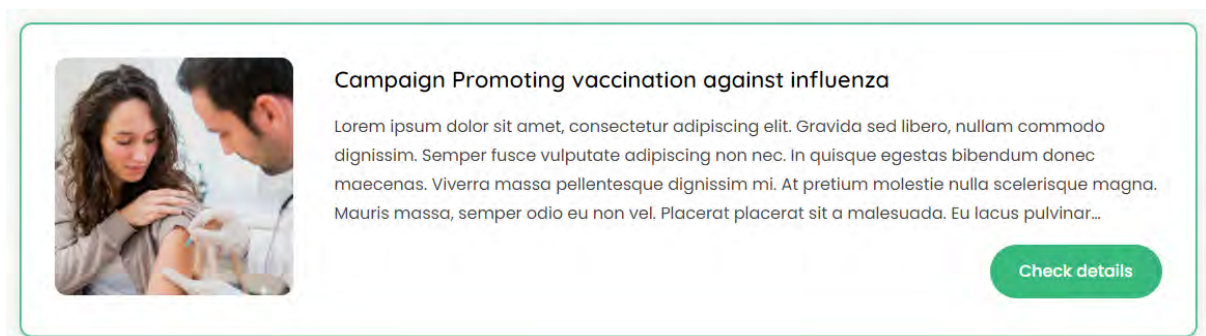 Campaign Promoting vaccination against influenza
Lorem ipsum dolor sit amet, consectetur adipiscing elit. Gravida sed libero, nullam commodo
dignissim. Semper fusce vulputate adipiscing non nec. In quisque egestas bibendum donec
maecenas. Viverra massa pellentesque dignissim mi. At pretium molestie nulla scelerisque magna.
Mauris massa, semper odio eu non vel. Placerat placerat sit a malesuada. Eu lacus pulvinar...
Check details